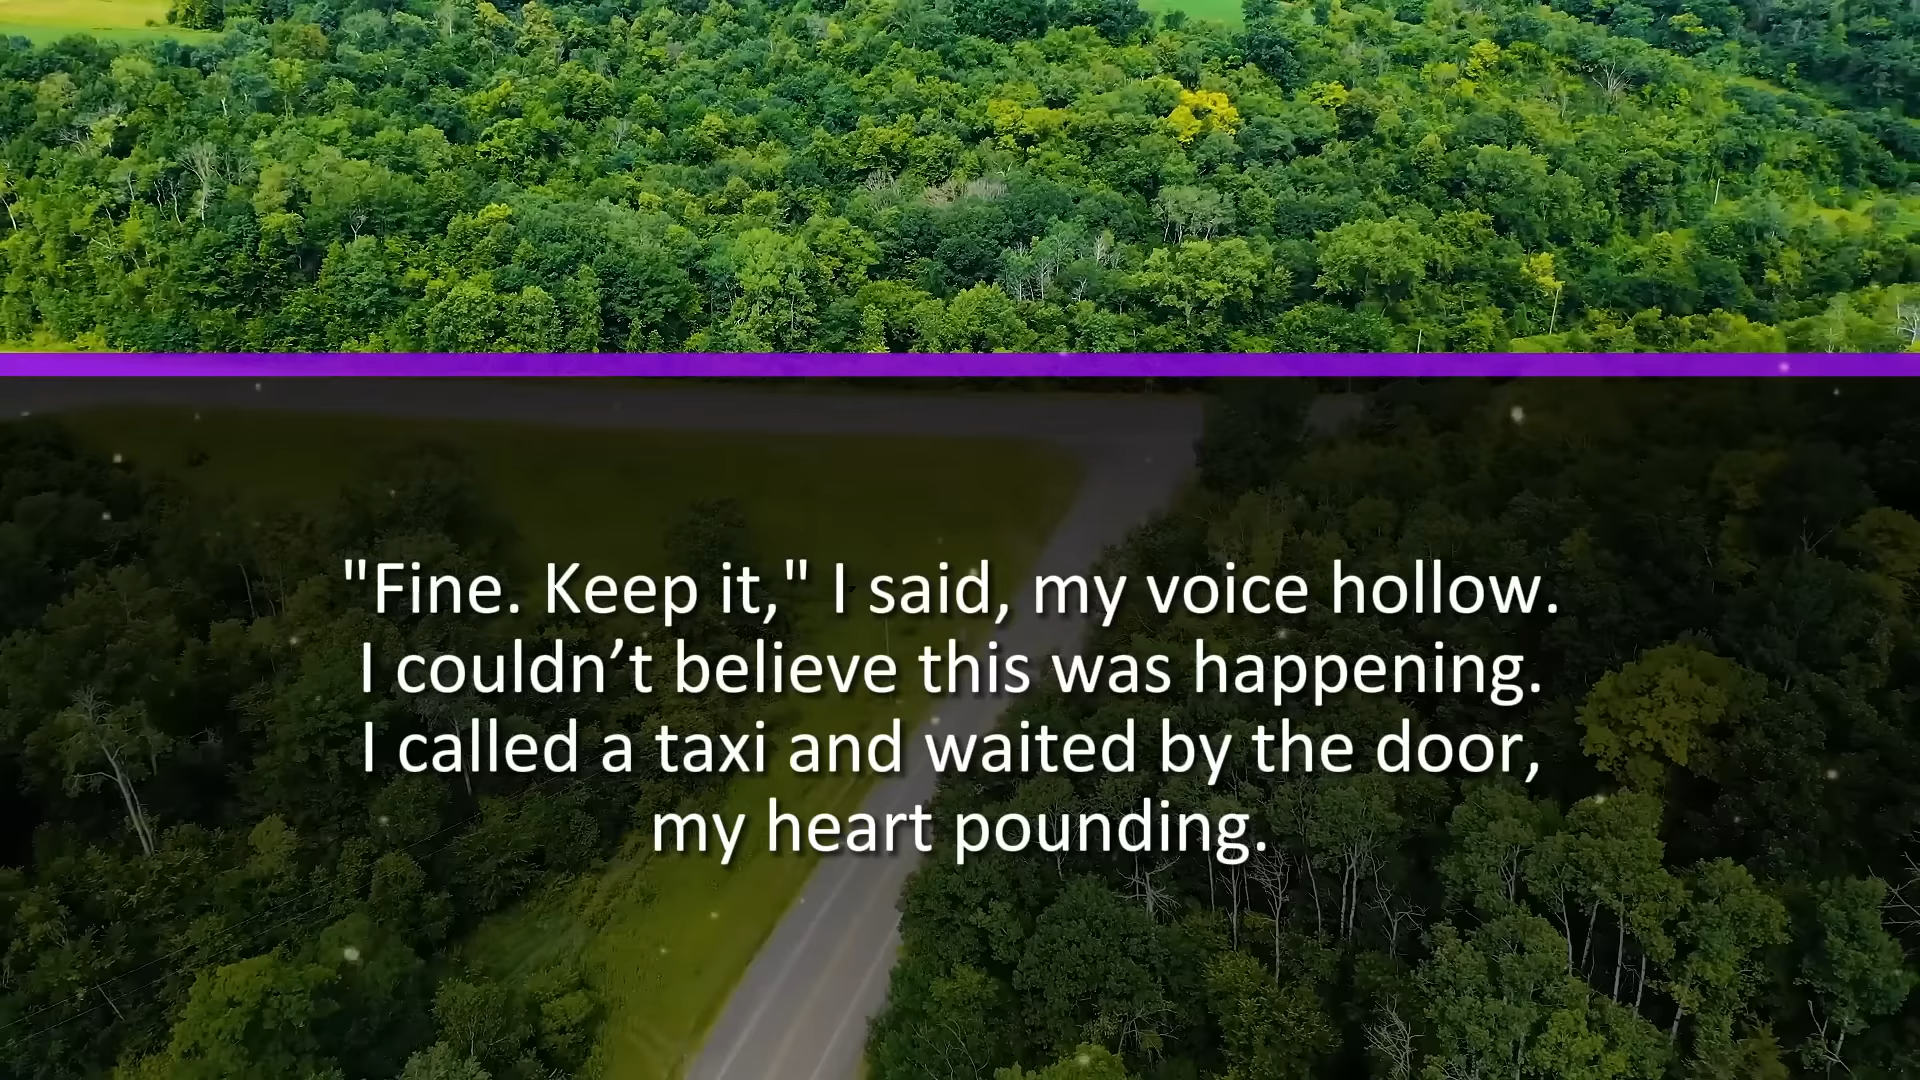 "Fine. Keep it," I said, my voice hollow.
I couldn’t believe this was happening.
I called a taxi and waited by the door,
my heart pounding.